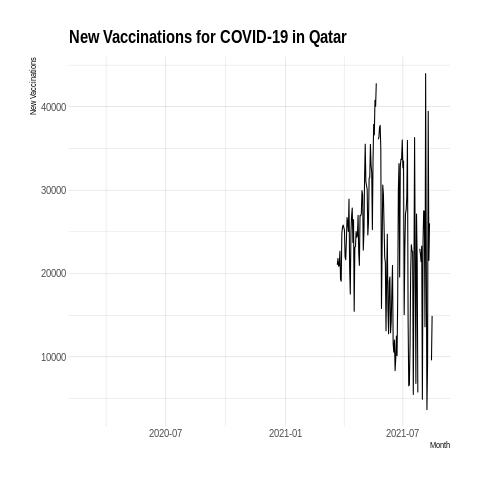 New Vaccinations for COVID-19 in Qatar
New Vaccinations
40000
30000
20000
10000
2020-07
2021-01
2021-07
Month